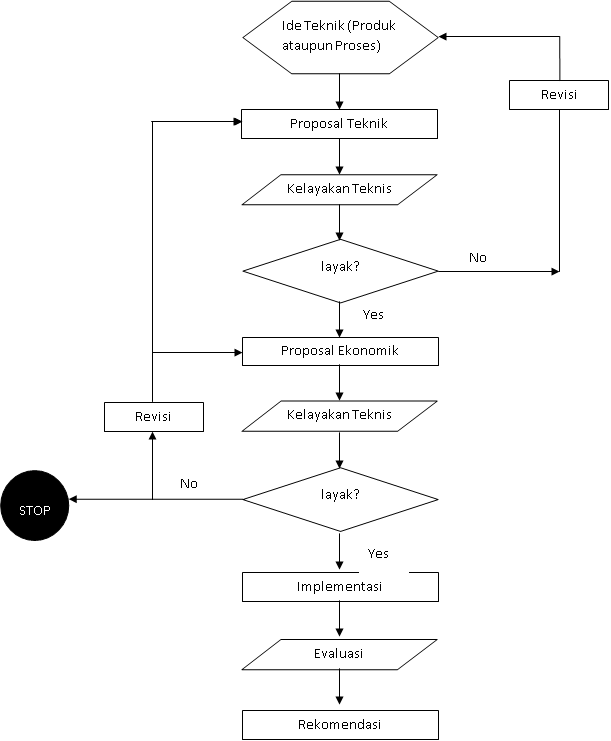 Ide Teknik (Produk
ataupun Proses)
Revisi
Proposal Teknik
Kelayakan Teknis
layak?
No
Yes
Proposal Ekonomik
Revisi
Kelayakan Teknis
layak?
No
STOP
Yes
Implementasi
Evaluasi
Rekomendasi